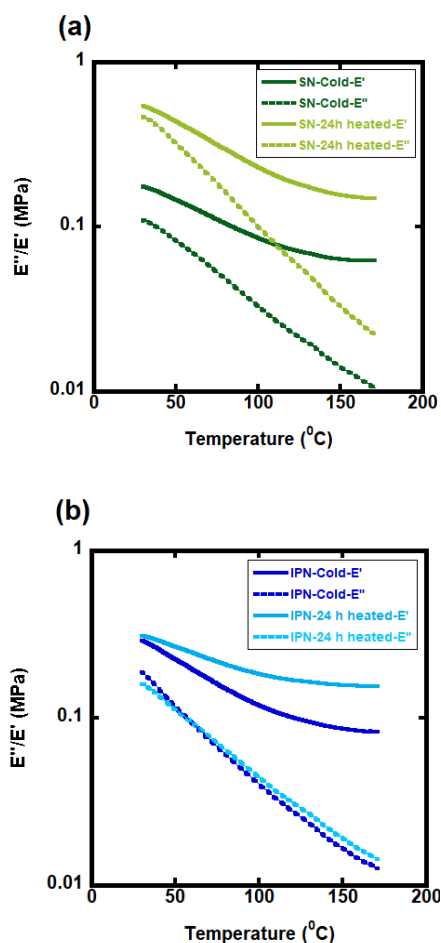 (a)
1
SN-Cold-E'
SN-Cold-E"
SN-24h heated-E'
SN-24h heated-E"
E"/E' (MPa)
0.1
0.01
0 50 100 150 200
Temperature (⁰C)
(b)
1
IPN-Cold-E'
IPN-Cold-E"
IPN-24 h heated-E'
IPN-24 h heated-E"
E"/E' (MPa)
0.1
0.01
0 50 100 150 200
Temperature (⁰C)